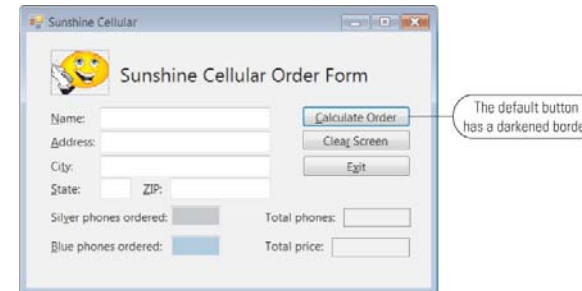 Sunshine Cellular
Sunshine Cellular Order Form
Name:
Calculate Order
Address:
Clear Screen
City:
Exit
State: ZIP:
Silver phones ordered: Total phones:
Blue phones ordered: Total price:
The default button
has a darkened borde